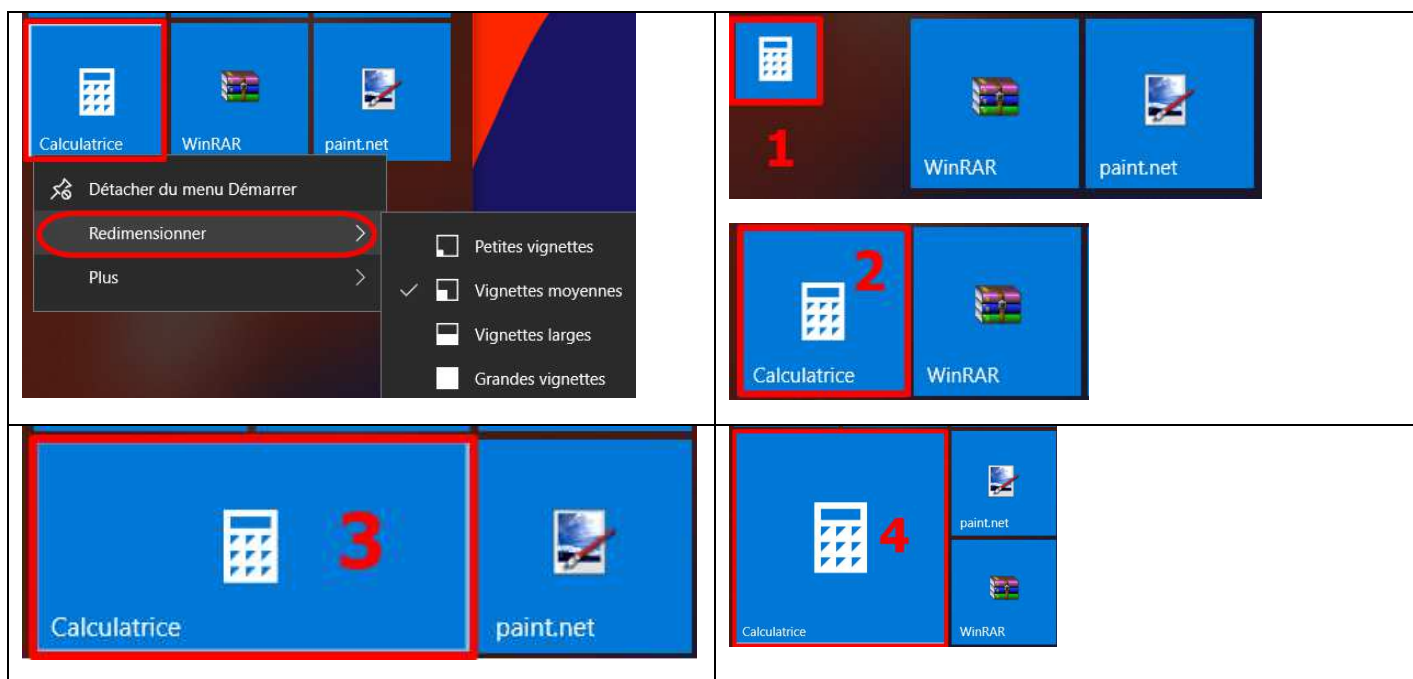 Calculatrice
WinRAR
paint.net
Détacher du menu Démarrer
Redimensionner
Plus
Petites vignettes
Vignettes moyennes
Vignettes larges
Grandes vignettes
1
WinRAR
paint.net
2
Calculatrice
WinRAR
3
Calculatrice
paint.net
4
paint.net
Calculatrice
WinRAR